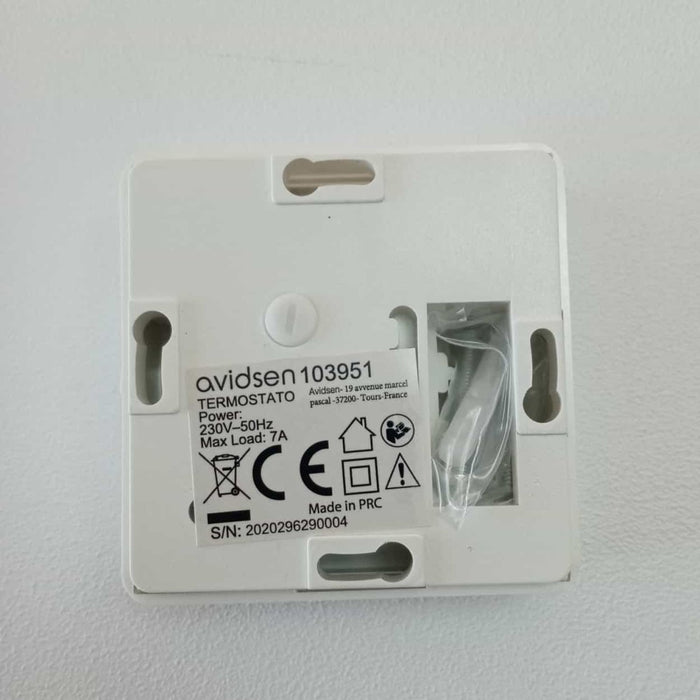 avidsen 103951
TERMOSTATO
Avidsen- 19 avvenue marcel
pascal -37200- Tours-France
Power:
230V–50Hz
Max Load: 7A
CE
Made in PRC
S/N: 2020296290004